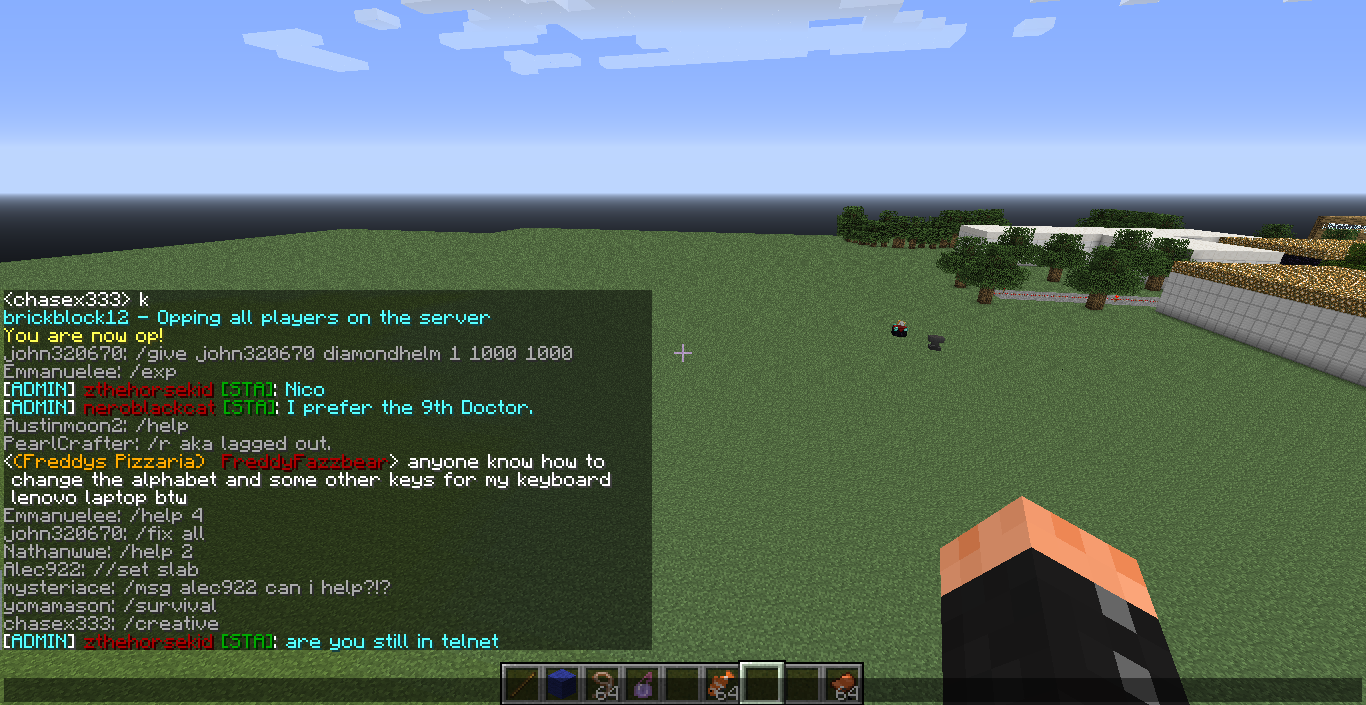 <chasex333> k
brickblock12 - Opping all players on the server
You are now op!
john320670: /give john320670 diamondhelm 1 1000 1000
Emmanuelee: /exp
[ADMIN] zthehorsekid [STA]: Nico
[ADMIN] neroblackcat [STA]: I prefer the 9th Doctor.
Austinmoon2: /help
PearlCrafter: /r aka lagged out.
<(Freddys Pizzaria) FreddyFazzbear> anyone know how to
change the alphabet and some other keys for my keyboard
lenovo laptop btw
Emmanuelee: /help 4
john320670: /fix all
Nathanwwe: /help 2
Alec922: //set slab
mysteriace: /msg alec922 can i help?!?
yomamason: /survival
chasex333: /creative
[ADMIN] zthehorsekid [STA]: are you still in telnet
64 64 64